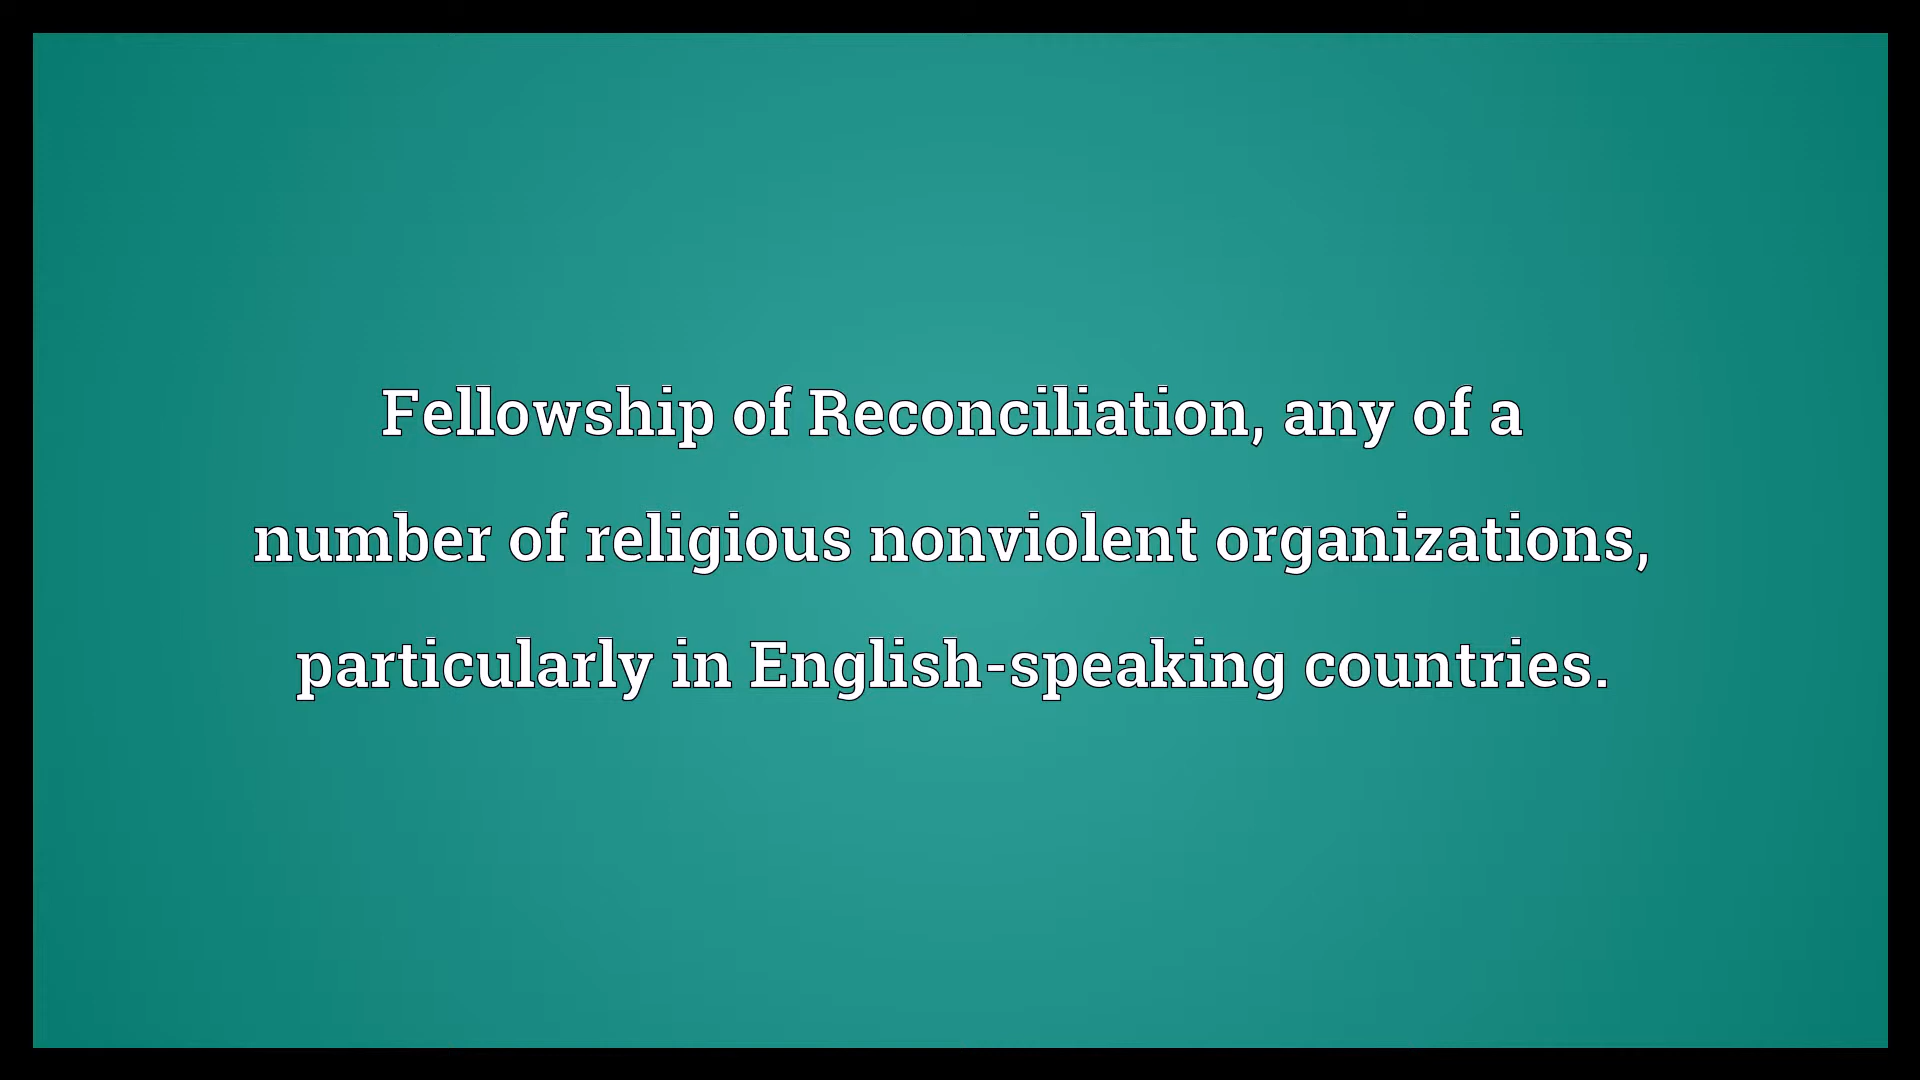 Fellowship of Reconciliation, any of a
number of religious nonviolent organizations,
particularly in English-speaking countries.